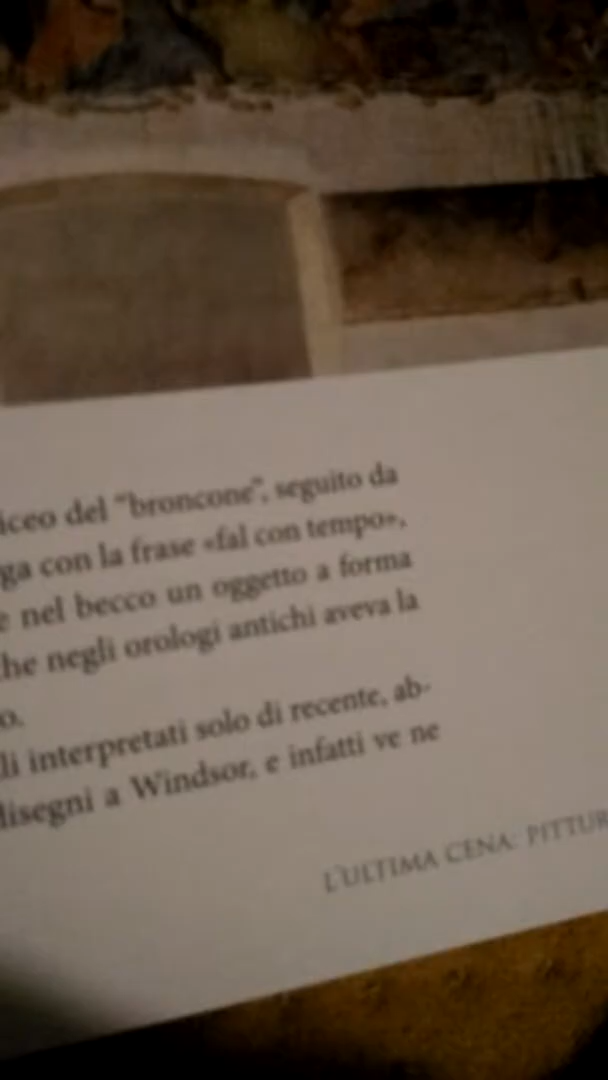 iceo del "broncone", seguito da
ga con la frase «fal con tempo»,
e nel becco un oggetto a forma
he negli orologi antichi aveva la
o.
li interpretati solo di recente, ab-
disegni a Windsor, e infatti ve ne
L'ULTIMA CENA: PITTUR